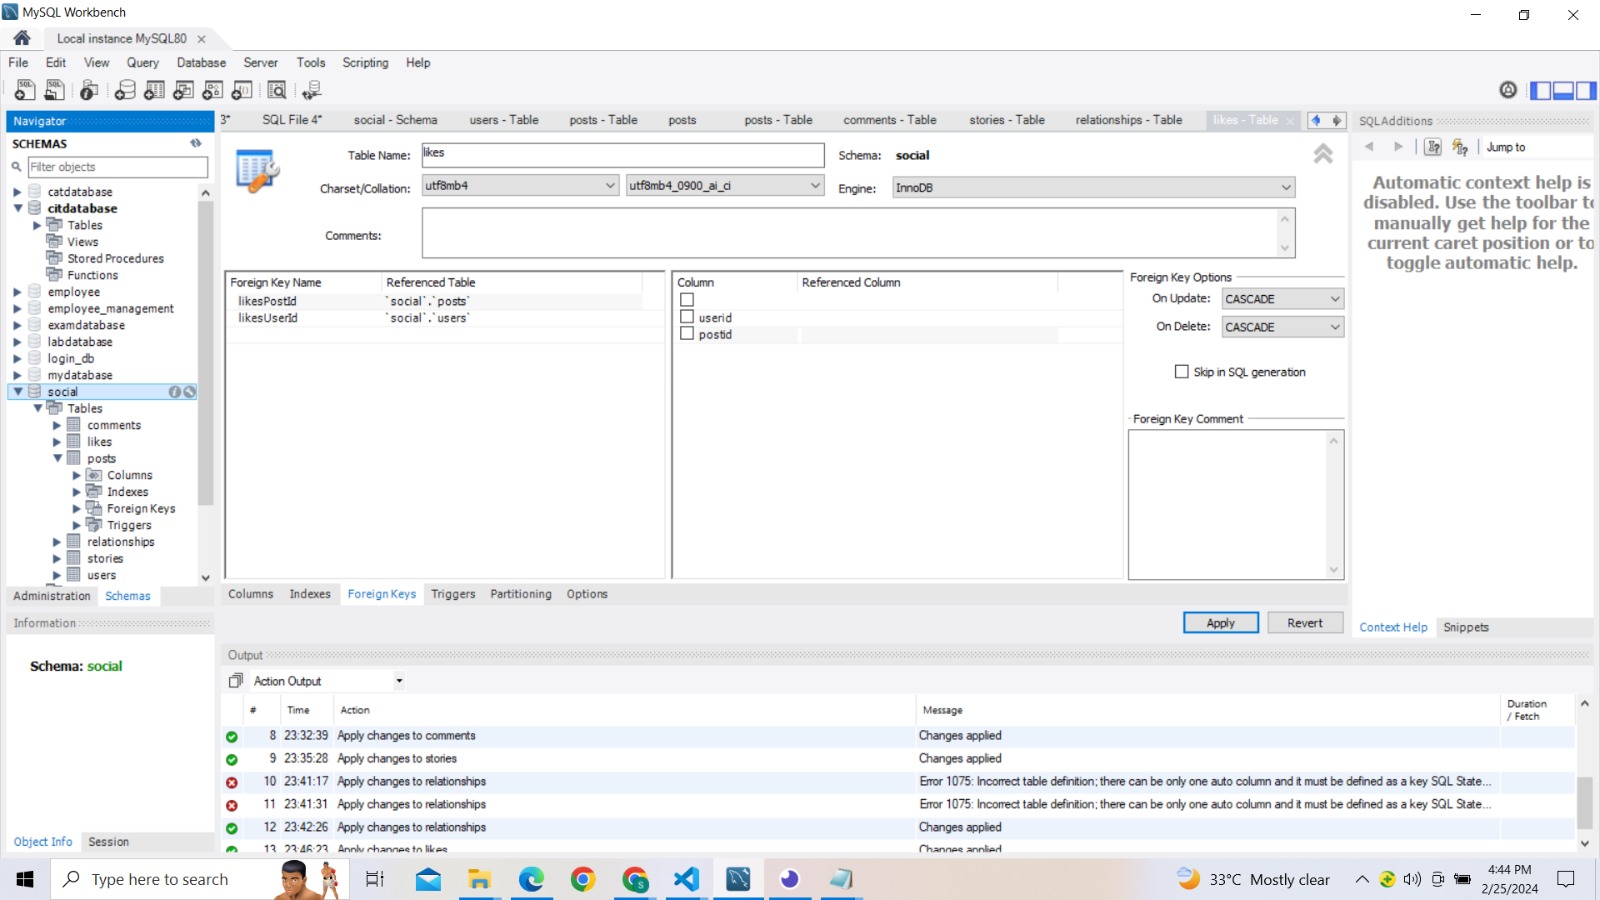 MySQL Workbench
Local instance MySQL80
File Edit View Query Database Server Tools Scripting Help
Navigator
SCHEMAS
Filter objects
catdatabase
citdatabase
Tables
Views
Stored Procedures
Functions
employee
employee_management
examdatabase
labdatabase
login_db
mydatabase
social
Tables
comments
likes
posts
Columns
Indexes
Foreign Keys
Triggers
relationships
stories
users
Administration Schemas
Information
Schema: social
Object Info Session
3* SQL File 4* social - Schema users - Table posts - Table posts posts - Table comments - Table stories - Table relationships - Table likes - Table
Table Name: likes Schema: social
Charset/Collation: utf8mb4 utf8mb4_0900_ai_ci Engine: InnoDB
Comments:
Foreign Key Name Referenced Table
likesPostId `social`.`posts`
likesUserId `social`.`users`
Column Referenced Column
userid
postid
Foreign Key Options
On Update: CASCADE
On Delete: CASCADE
Skip in SQL generation
Foreign Key Comment
Columns Indexes Foreign Keys Triggers Partitioning Options
Apply Revert
SQLAdditions
Jump to
Automatic context help is
disabled. Use the toolbar to
manually get help for the
current caret position or to
toggle automatic help.
Context Help Snippets
Output
Action Output
# Time Action Message Duration / Fetch
8 23:32:39 Apply changes to comments Changes applied
9 23:35:28 Apply changes to stories Changes applied
10 23:41:17 Apply changes to relationships Error 1075: Incorrect table definition; there can be only one auto column and it must be defined as a key SQL State...
11 23:41:31 Apply changes to relationships Error 1075: Incorrect table definition; there can be only one auto column and it must be defined as a key SQL State...
12 23:42:26 Apply changes to relationships Changes applied
13 23:46:23 Apply changes to likes Changes applied
Type here to search
33°C Mostly clear
4:44 PM
2/25/2024